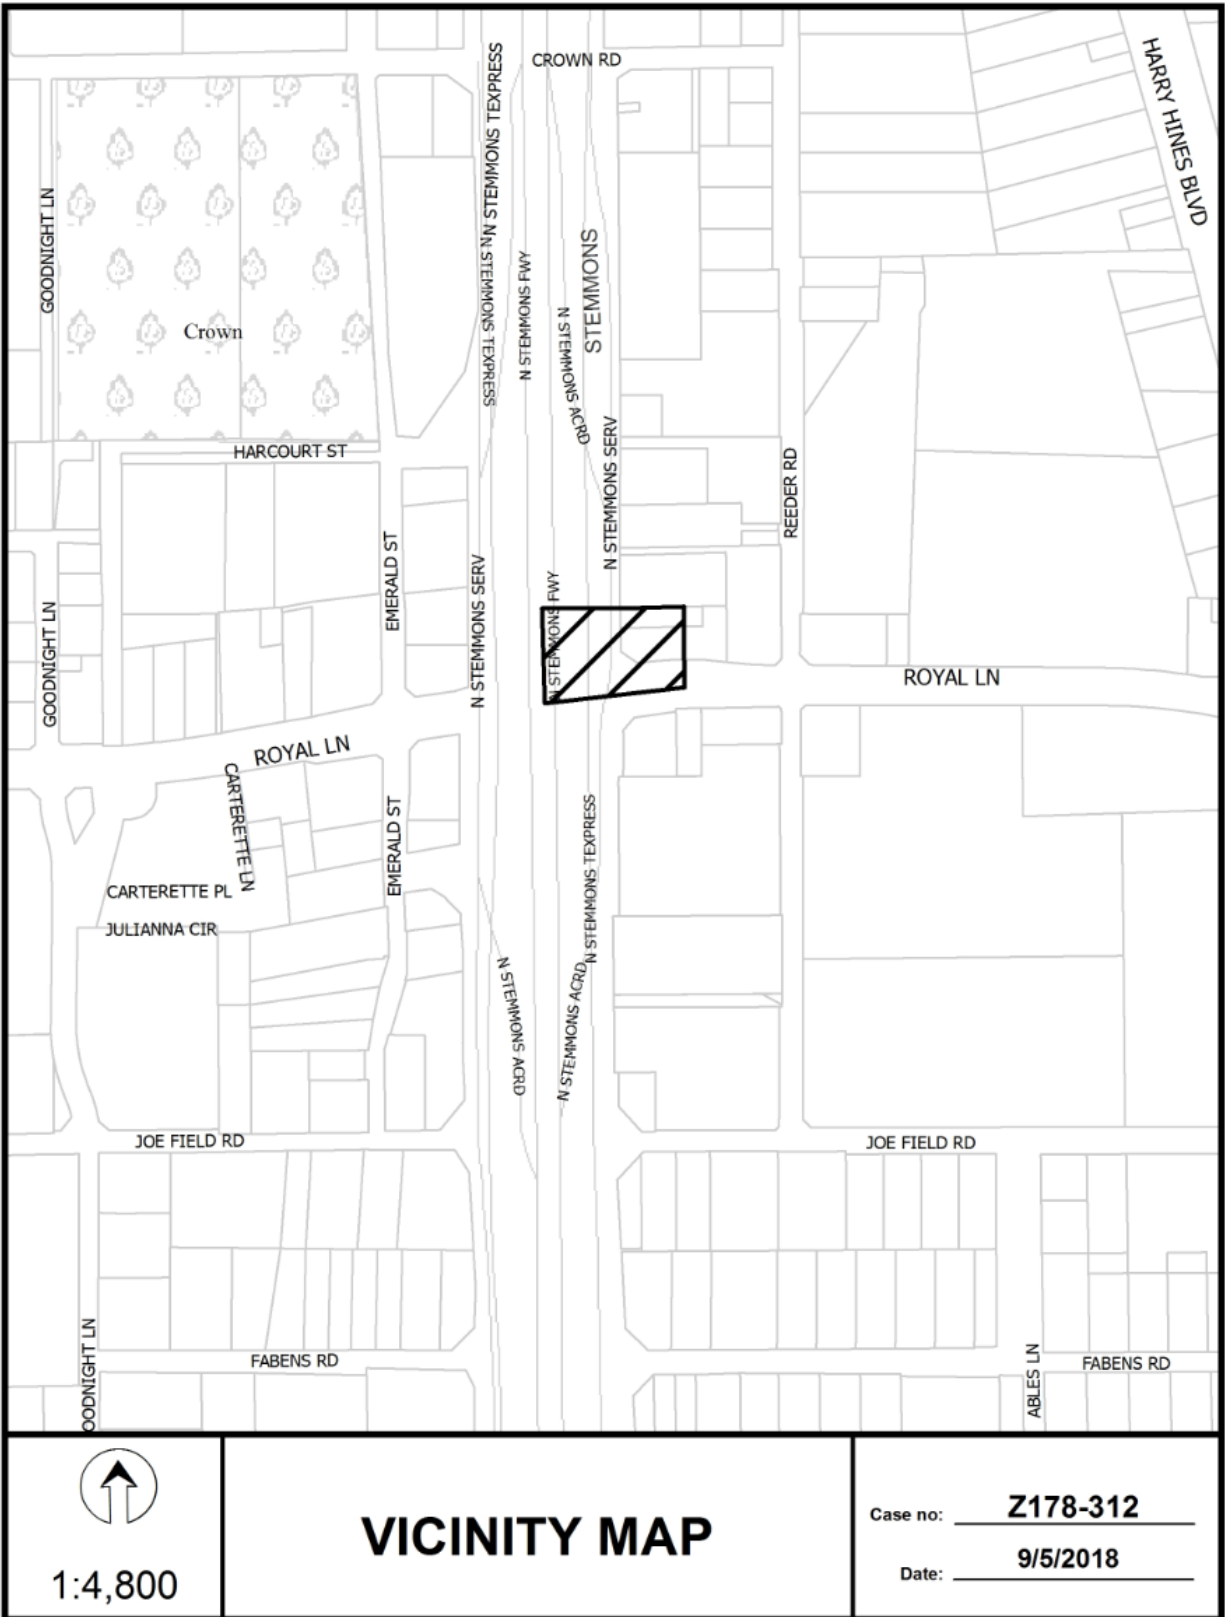 CROWN RD
HARRY HINES BLVD
N STEMMONS TEXPRESS
N STEMMONS TEXPRESS
GOODNIGHT LN
N STEMMONS FWY
STEMMONS
N STEMMONS ACRD
Crown
HARCOURT ST
N STEMMONS SERV
REEDER RD
EMERALD ST
N STEMMONS SERV
N STEMMONS FWY
GOODNIGHT LN
ROYAL LN
ROYAL LN
CARTERETTE LN
EMERALD ST
N STEMMONS TEXPRESS
CARTERETTE PL
JULIANNA CIR
N STEMMONS ACRD
N STEMMONS ACRD
JOE FIELD RD
JOE FIELD RD
OODNIGHT LN
FABENS RD
ABLES LN
FABENS RD
1:4,800
VICINITY MAP
Case no: Z178-312
Date: 9/5/2018